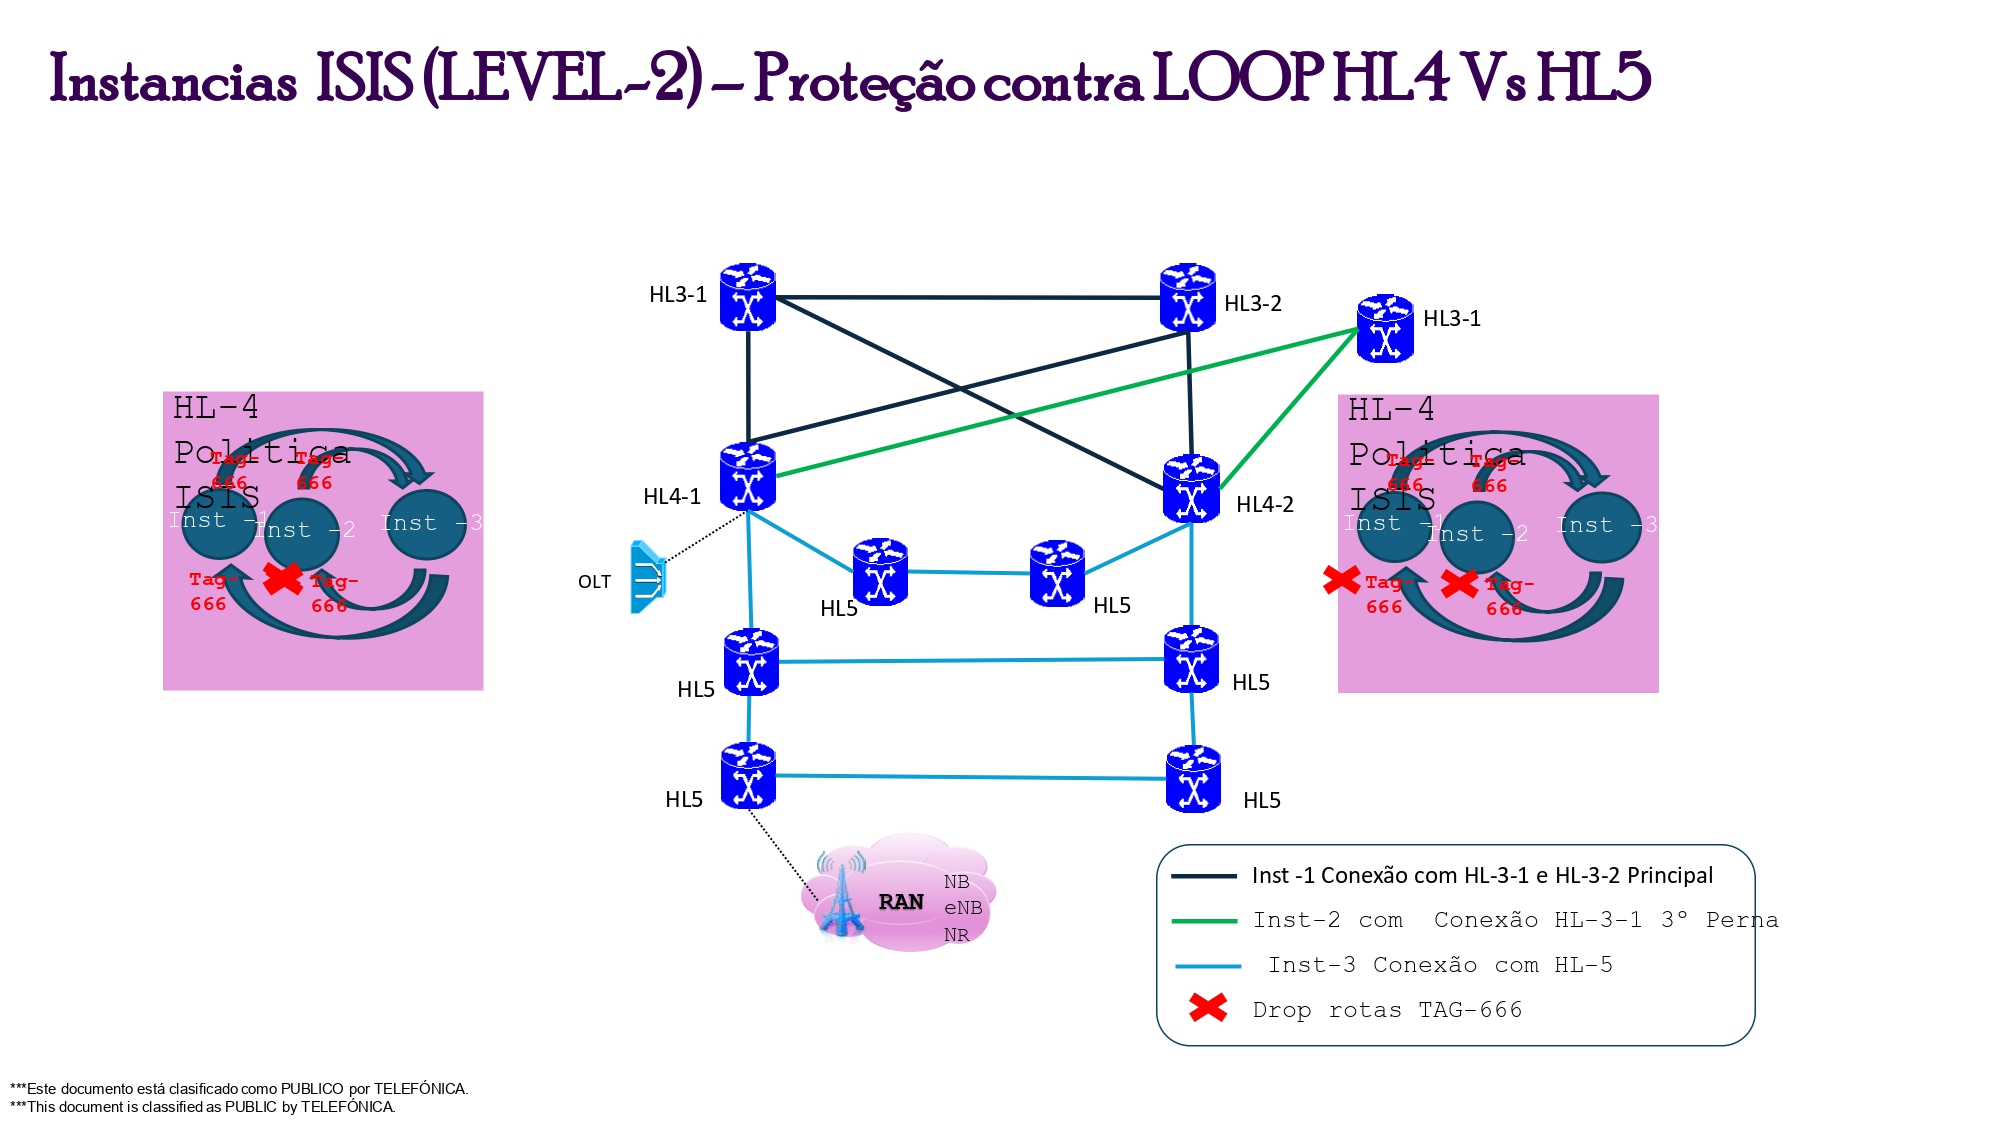 Instancias ISIS (LEVEL-2) – Proteção contra LOOP HL4 Vs HL5
HL3-1
HL3-2
HL3-1
HL-4
Politica
ISIS
Tag-
666
Tag-
666
Inst -1
Inst -2
Inst -3
Tag-
666
Tag-
666
HL4-1
HL4-2
HL-4
Politica
ISIS
Tag-
666
Tag-
666
Inst -1
Inst -2
Inst -3
Tag-
666
Tag-
666
OLT
HL5
HL5
HL5
HL5
HL5
HL5
RAN
NB
eNB
NR
Inst -1 Conexão com HL-3-1 e HL-3-2 Principal
Inst-2 com Conexão HL-3-1 3º Perna
Inst-3 Conexão com HL-5
Drop rotas TAG-666
***Este documento está clasificado como PUBLICO por TELEFÓNICA.
***This document is classified as PUBLIC by TELEFÓNICA.